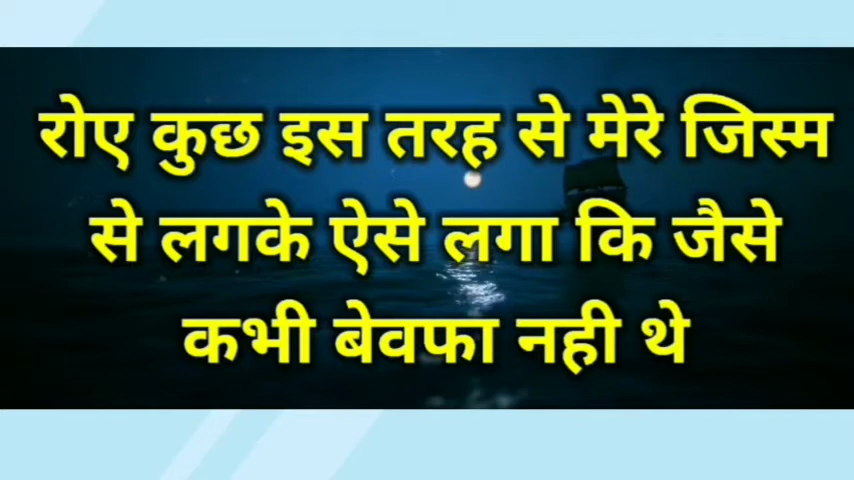 रोए कुछ इस तरह से मेरे जिस्म
से लगके ऐसे लगा कि जैसे
कभी बेवफा नही थे